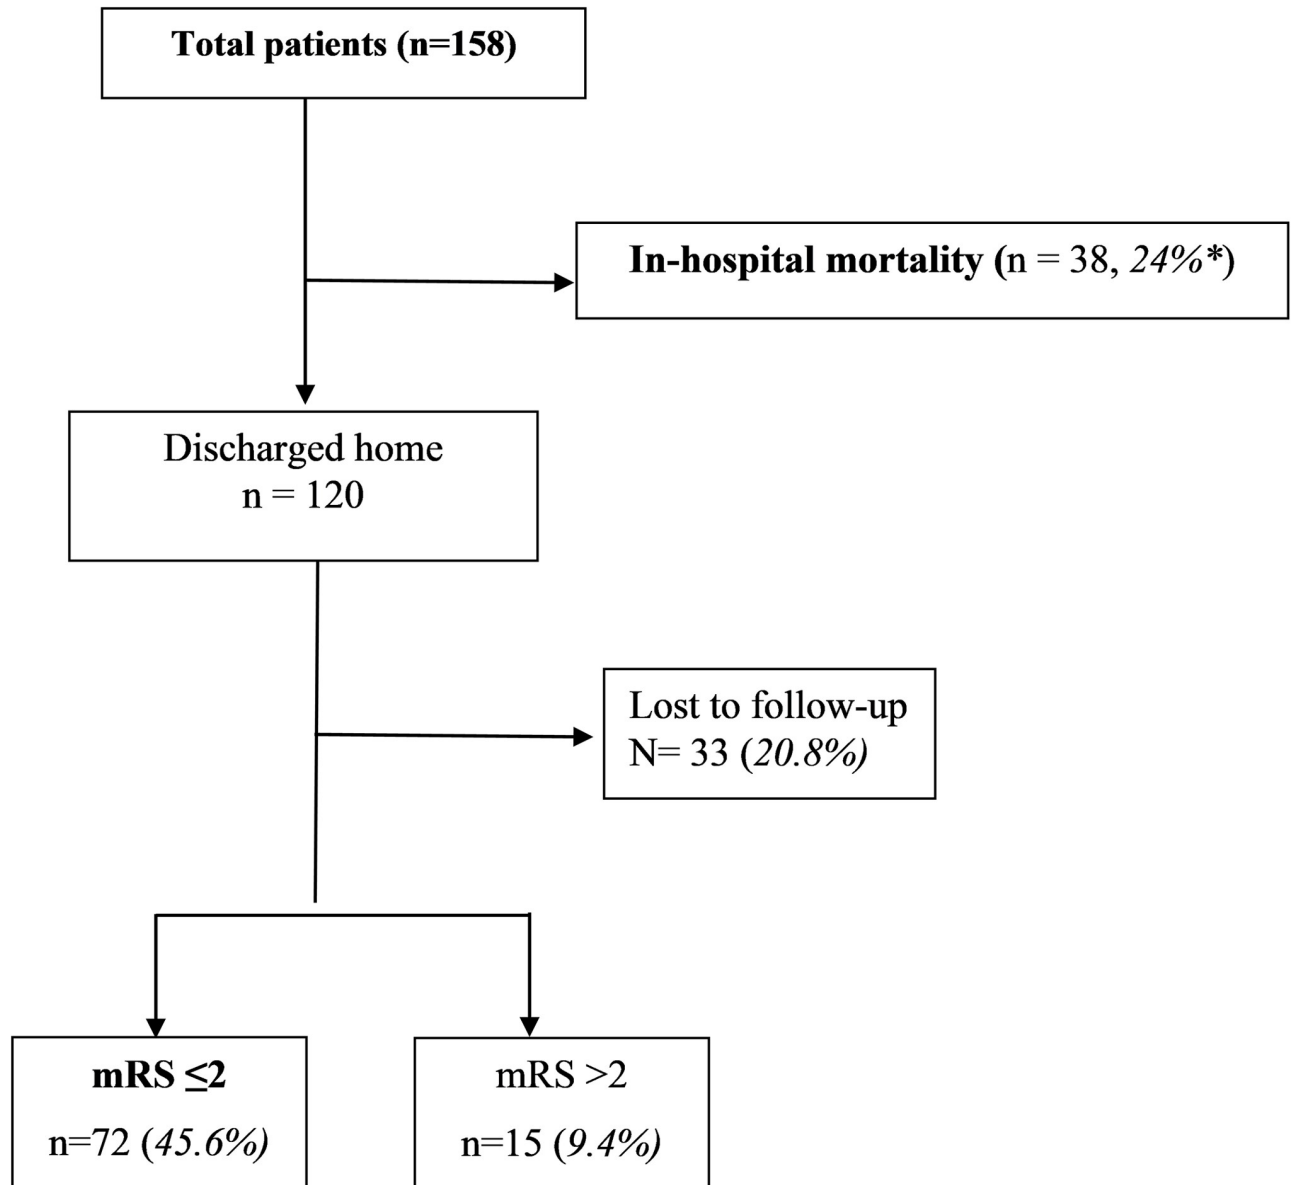 Total patients (n=158)
In-hospital mortality (n = 38, 24%*)
Discharged home
n = 120
Lost to follow-up
N= 33 (20.8%)
mRS ≤2
n=72 (45.6%)
mRS >2
n=15 (9.4%)